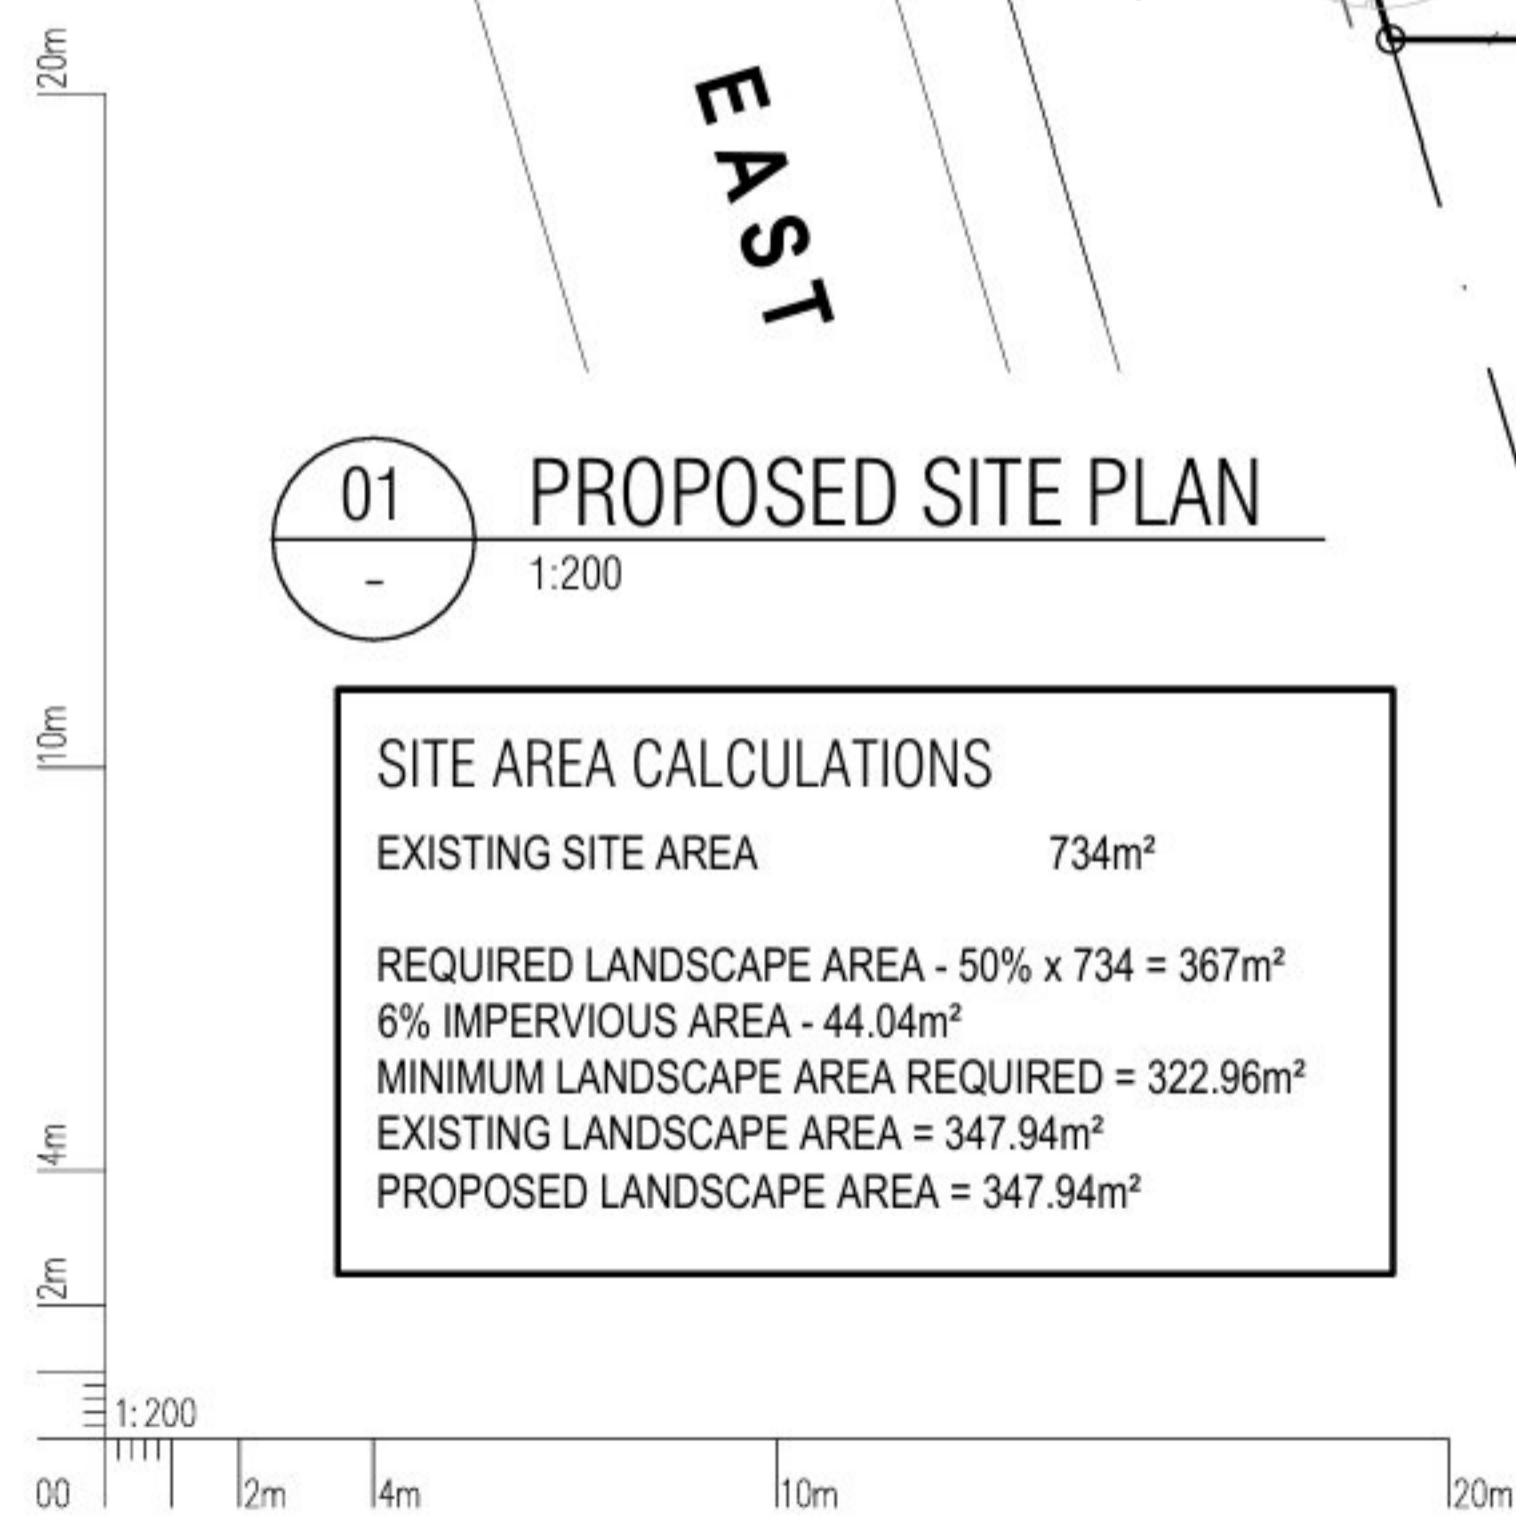 20m
EAST
01
PROPOSED SITE PLAN
-
1:200
10m
SITE AREA CALCULATIONS
EXISTING SITE AREA 734m²
REQUIRED LANDSCAPE AREA - 50% x 734 = 367m²
6% IMPERVIOUS AREA - 44.04m²
MINIMUM LANDSCAPE AREA REQUIRED = 322.96m²
EXISTING LANDSCAPE AREA = 347.94m²
PROPOSED LANDSCAPE AREA = 347.94m²
4m
2m
1:200
00 2m 4m 10m 20m